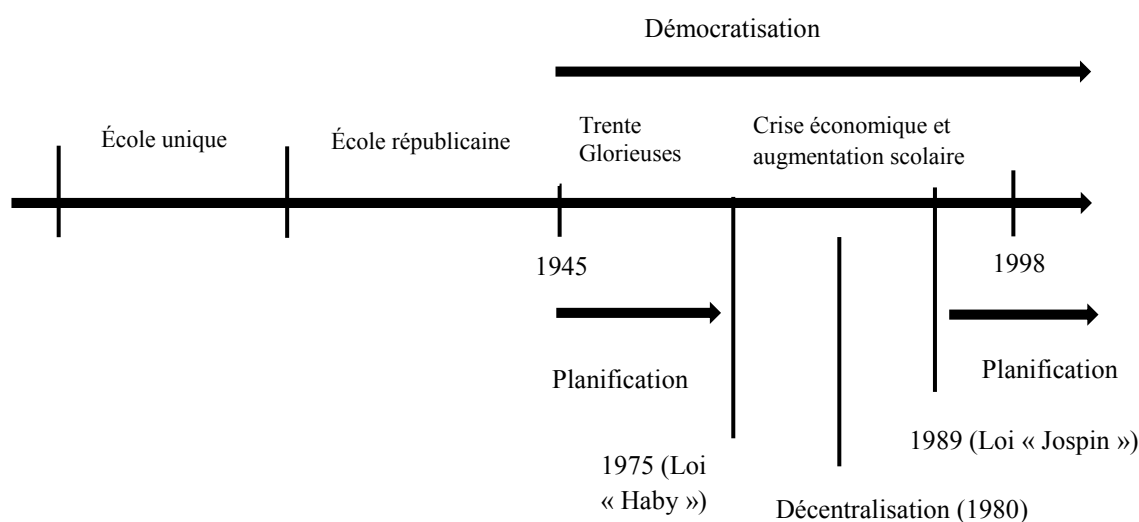 Démocratisation
École unique
École républicaine
Trente
Glorieuses
Crise économique et
augmentation scolaire
1945
1998
Planification
Planification
1975 (Loi
« Haby »)
1989 (Loi « Jospin »)
Décentralisation (1980)